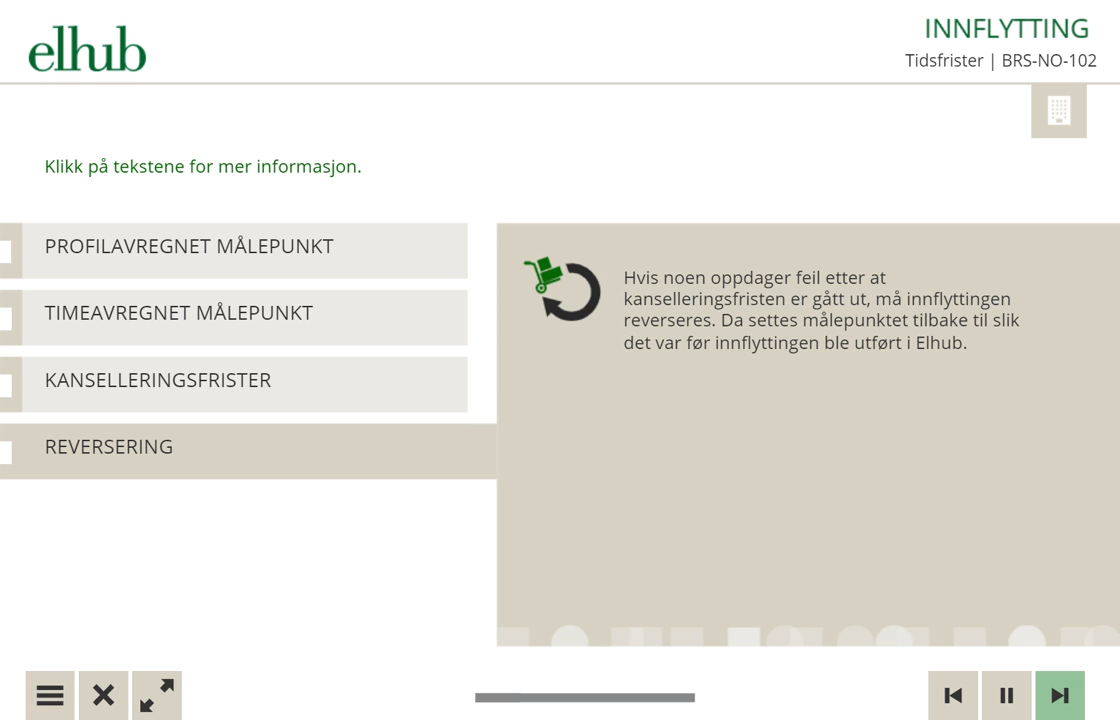 elhub
INNFLYTTING
Tidsfrister | BRS-NO-102
Klikk på tekstene for mer informasjon.
PROFILAVREGNET MÅLEPUNKT
TIMEAVREGNET MÅLEPUNKT
KANSELLERINGSFRISTER
REVERSERING
Hvis noen oppdager feil etter at
kanselleringsfristen er gått ut, må innflyttingen
reverseres. Da settes målepunktet tilbake til slik
det var før innflyttingen ble utført i Elhub.